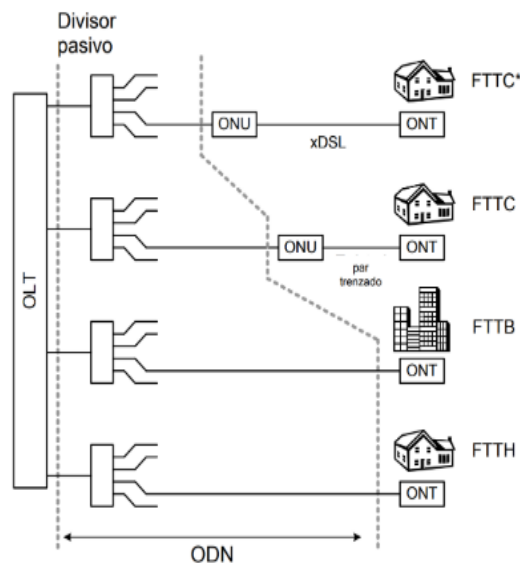 Divisor
pasivo
FTTC*
ONU
ONT
xDSL
FTTC
ONU
ONT
par
trenzado
OLT
FTTB
ONT
FTTH
ONT
ODN